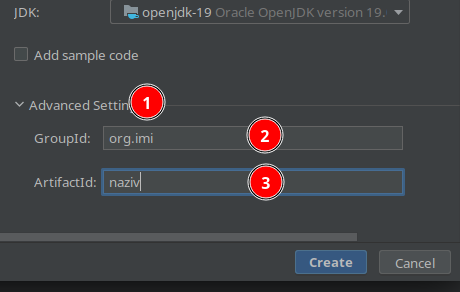 JDK: openjdk-19 Oracle OpenJDK version 19.
Add sample code
Advanced Settin 1
GroupId: org.imi 2
ArtifactId: naziv 3
Create Cancel